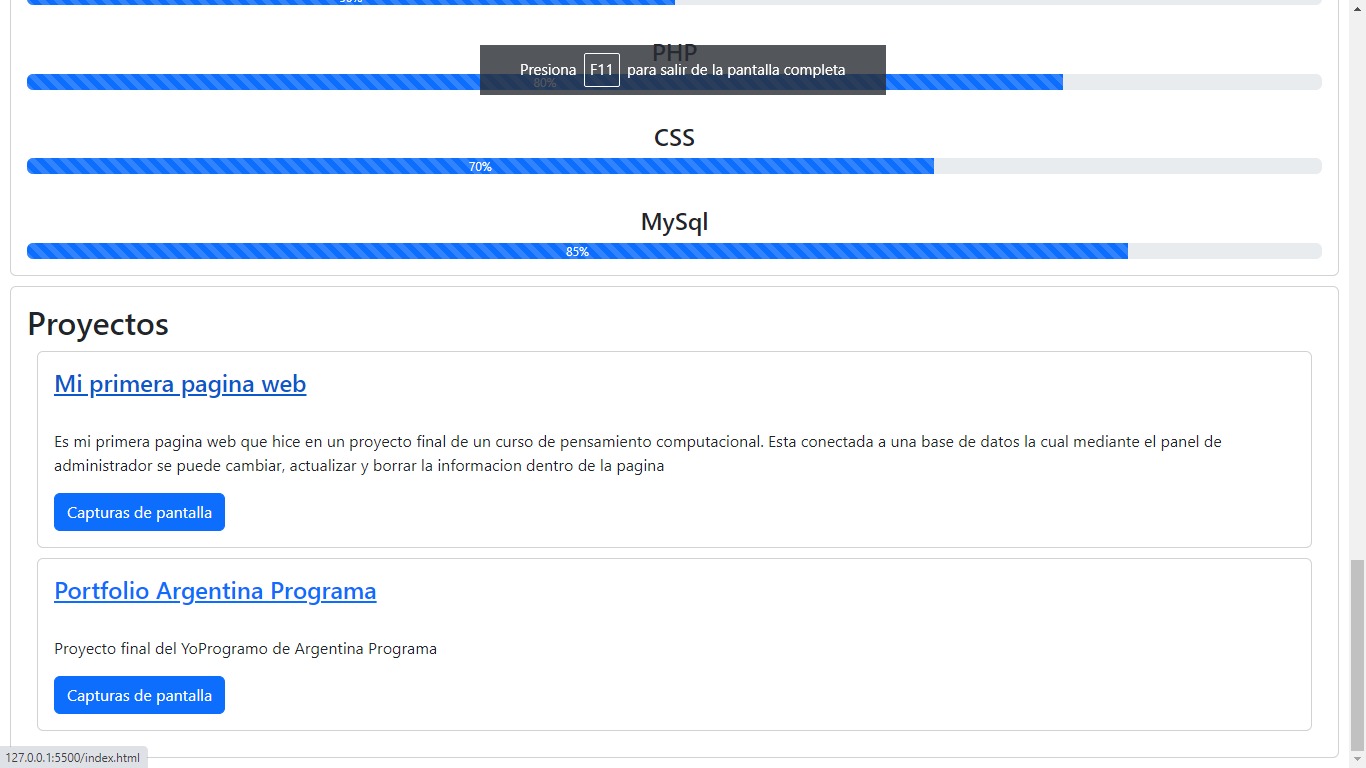 50%
PHP
Presiona F11 para salir de la pantalla completa
80%
CSS
70%
MySql
85%
Proyectos
Mi primera pagina web
Es mi primera pagina web que hice en un proyecto final de un curso de pensamiento computacional. Esta conectada a una base de datos la cual mediante el panel de
administrador se puede cambiar, actualizar y borrar la informacion dentro de la pagina
Capturas de pantalla
Portfolio Argentina Programa
Proyecto final del YoProgramo de Argentina Programa
Capturas de pantalla
127.0.0.1:5500/index.html